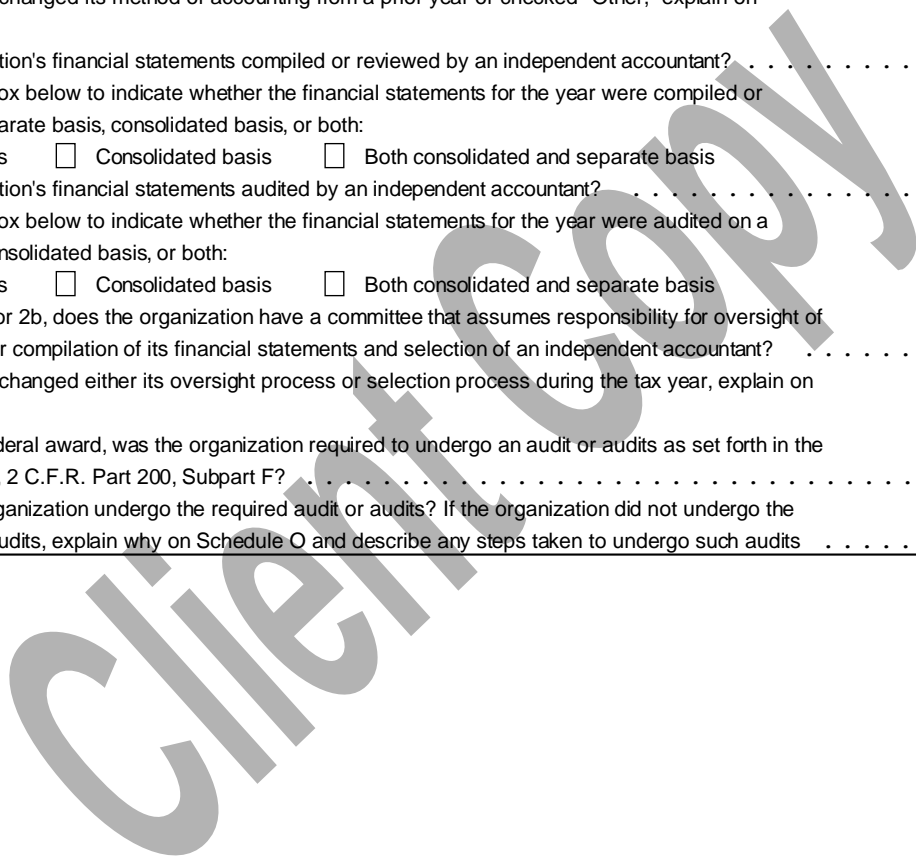 changed its method of accounting from a prior year or checked "Other," explain on
tion's financial statements compiled or reviewed by an independent accountant? . . . . . . . . .
ox below to indicate whether the financial statements for the year were compiled or
arate basis, consolidated basis, or both:
s ☐ Consolidated basis ☐ Both consolidated and separate basis
tion's financial statements audited by an independent accountant? . . . . . . . . . . . . . . .
ox below to indicate whether the financial statements for the year were audited on a
nsolidated basis, or both:
s ☐ Consolidated basis ☐ Both consolidated and separate basis
or 2b, does the organization have a committee that assumes responsibility for oversight of
r compilation of its financial statements and selection of an independent accountant? . . . . . .
changed either its oversight process or selection process during the tax year, explain on
deral award, was the organization required to undergo an audit or audits as set forth in the
, 2 C.F.R. Part 200, Subpart F? . . . . . . . . . . . . . . . . . . . . . . . . . . . . . . .
ganization undergo the required audit or audits? If the organization did not undergo the
udits, explain why on Schedule O and describe any steps taken to undergo such audits . . . . .
Client Copy